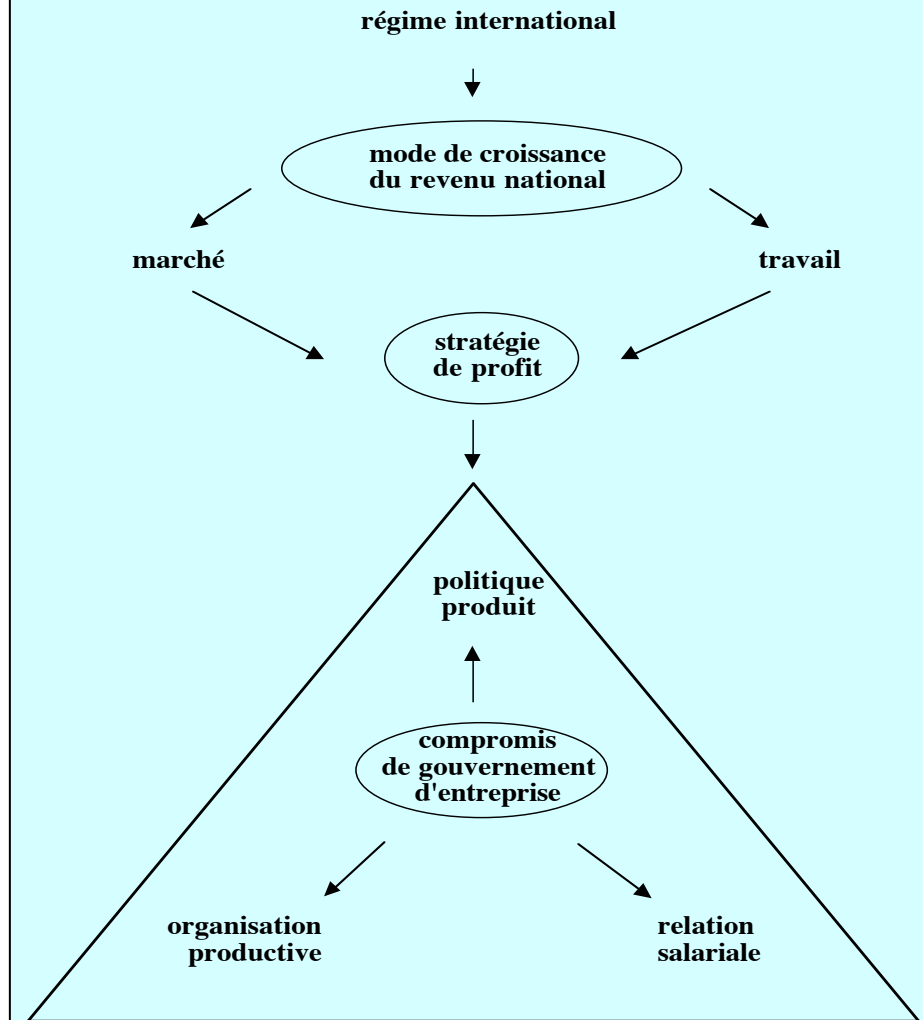 régime international
mode de croissance
du revenu national
marché
travail
stratégie
de profit
politique
produit
compromis
de gouvernement
d'entreprise
organisation
productive
relation
salariale